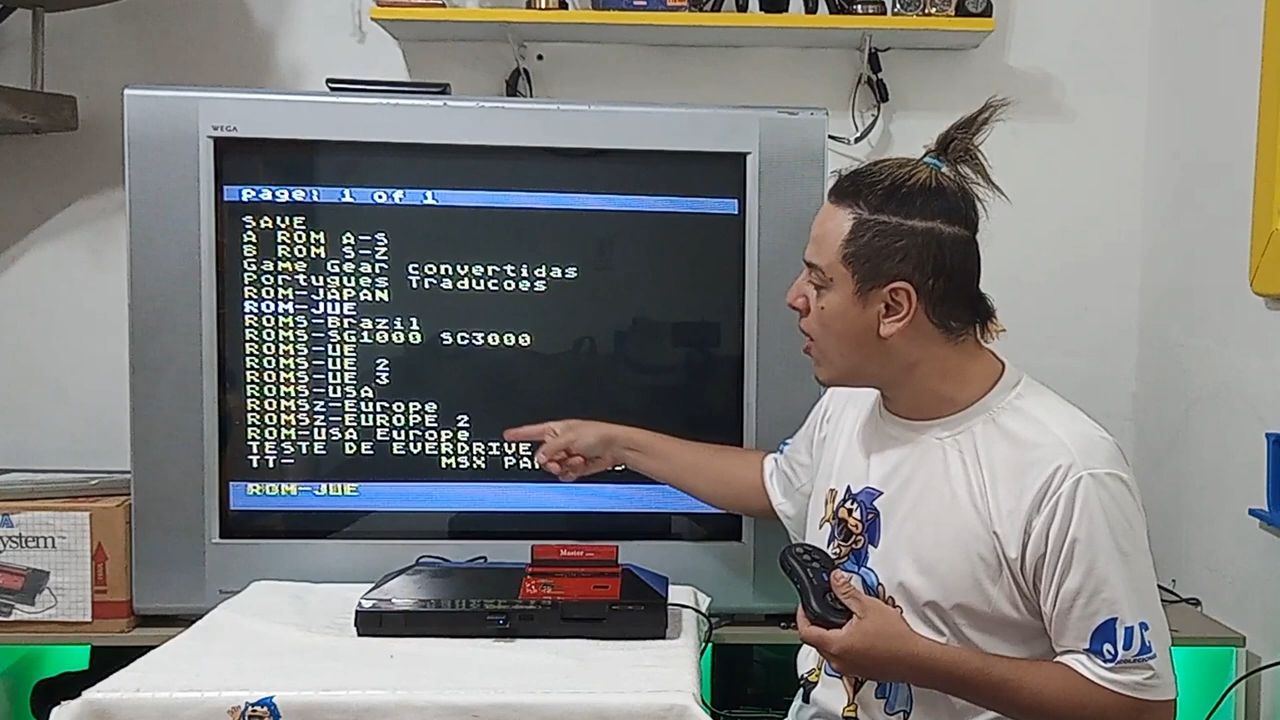 WEGA
page: 1 of 1
SAVE
A ROM A-S
B ROM S-Z
Game Gear convertidas
Portugues Traducoes
ROM-JAPAN
ROM-JUE
ROMS-Brazil
ROMS-SG1000 SC3000
ROMS-UE
ROMS-UE 2
ROMS-UE 3
ROMS-USA
ROMSz-Europe
ROMSz-EUROPE 2
ROM-USA Europe
TESTE DE EVERDRIVE
TT- MSX
ROM-JUE
Master